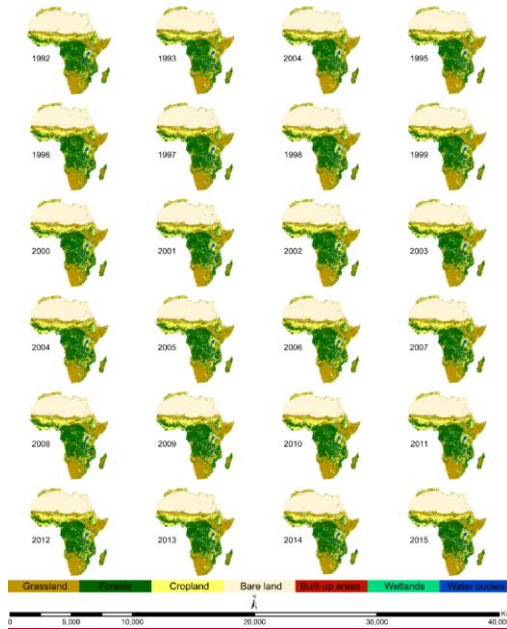 1992 1993 2004 1995
1996 1997 1998 1999
2000 2001 2002 2003
2004 2005 2006 2007
2008 2009 2010 2011
2012 2013 2014 2015
Grassland Forests Cropland Bare land Built-up areas Wetlands Water bodies
0 5,000 10,000 20,000 30,000 40,000